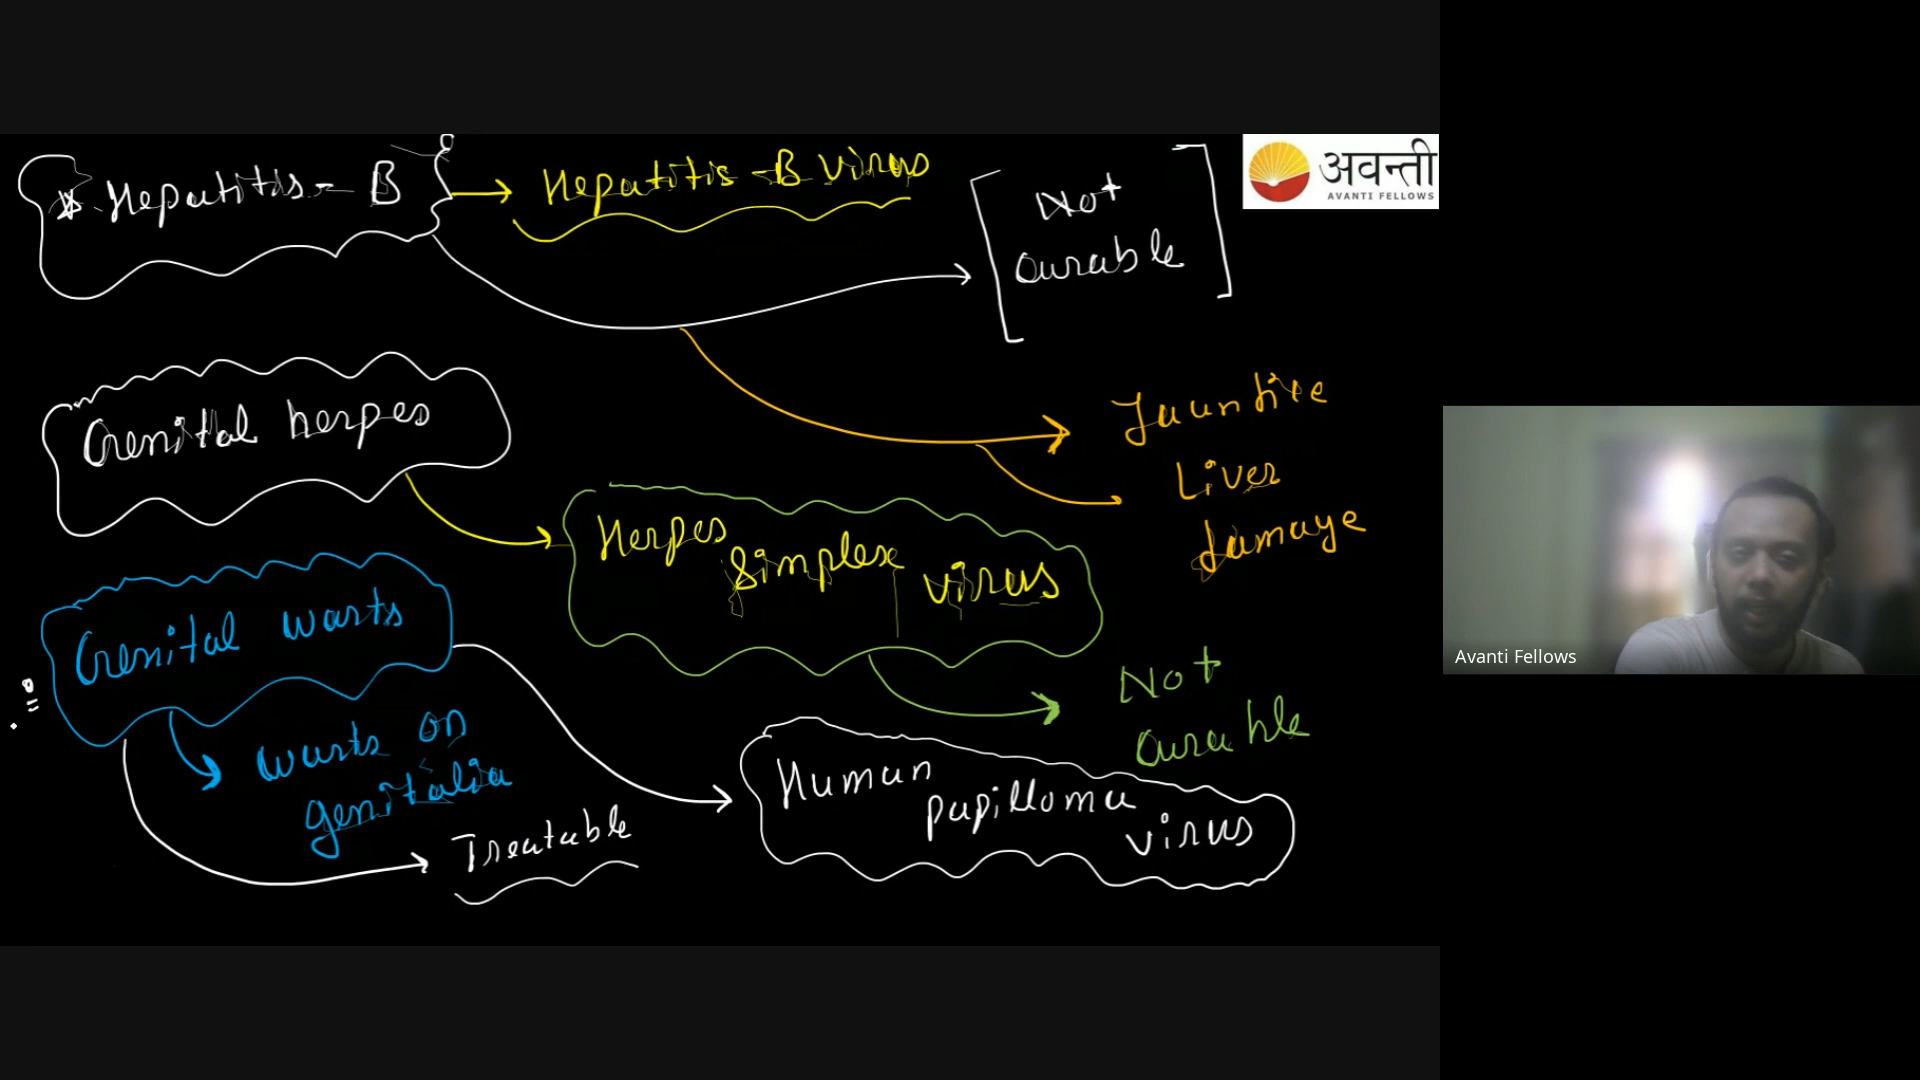 * Hepatitis - B → Hepatitis - B virus
[Not
curable]
अवन्ती
AVANTI FELLOWS
Jaundice
Liver
damage
Genital herpes
Herpes simplex virus
Not
curable
Genital warts
warts on
genitalia
Treatable
Human
papilloma
virus
Avanti Fellows